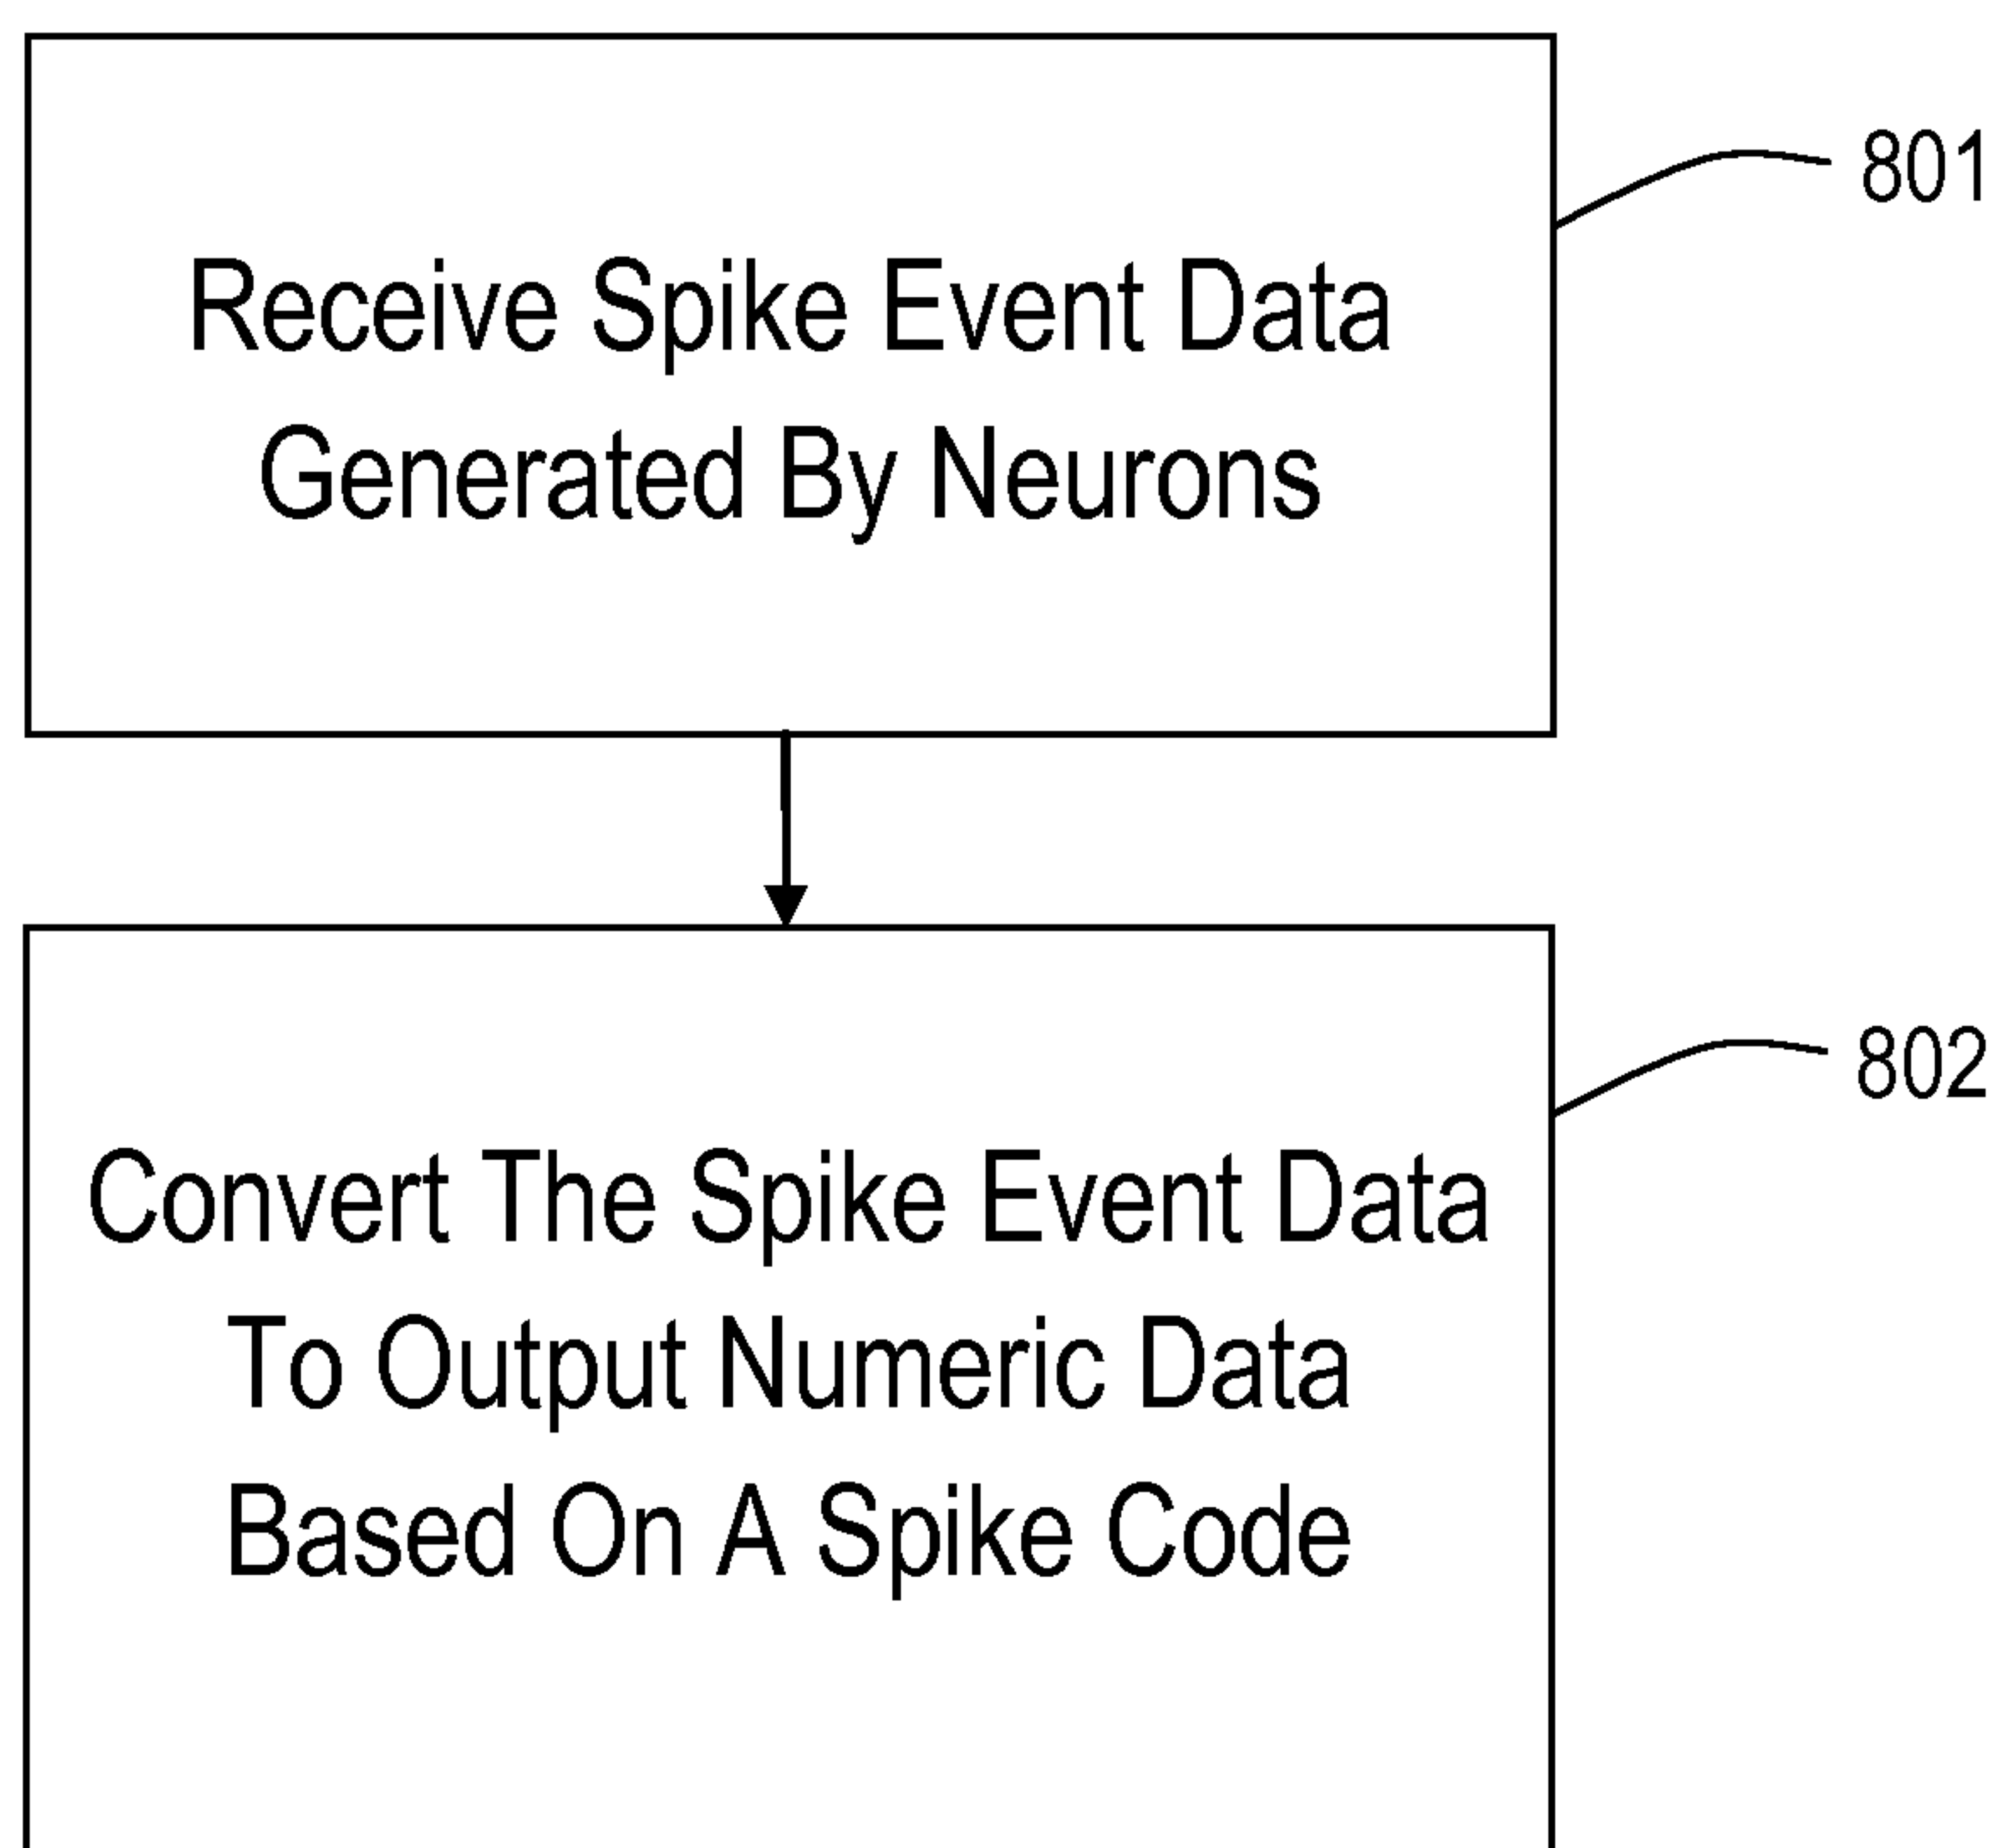 Receive Spike Event Data
Generated By Neurons
801
Convert The Spike Event Data
To Output Numeric Data
Based On A Spike Code
802